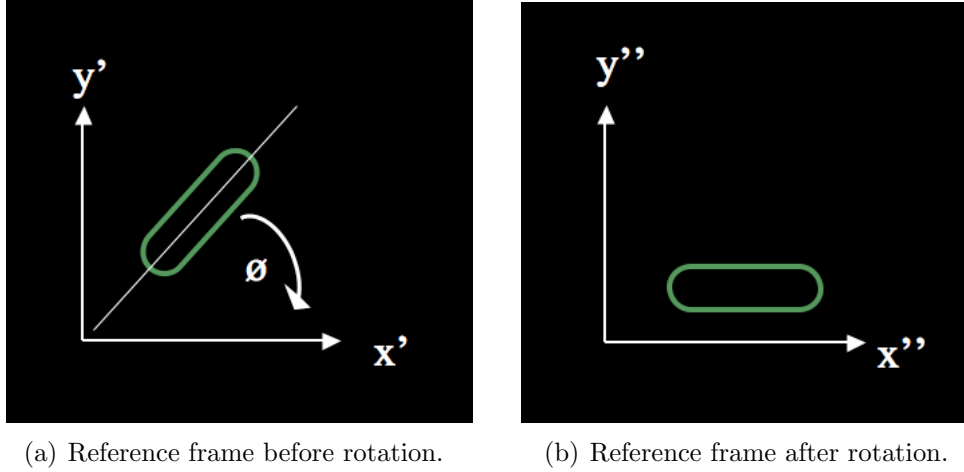 y’
ø
x’
y’’
x’’
(a) Reference frame before rotation.
(b) Reference frame after rotation.